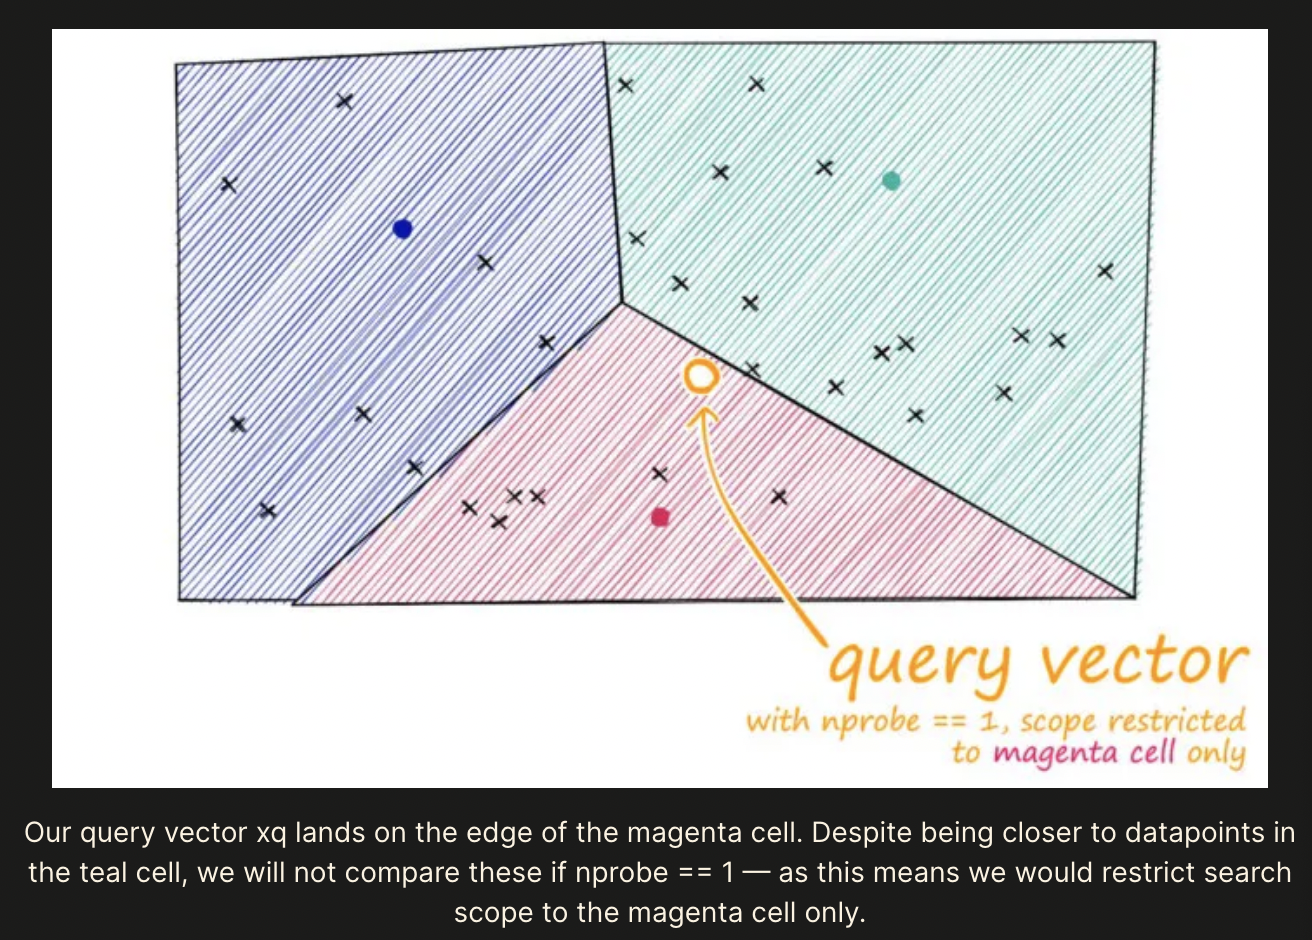 query vector
with nprobe == 1, scope restricted
to magenta cell only
Our query vector xq lands on the edge of the magenta cell. Despite being closer to datapoints in
the teal cell, we will not compare these if nprobe == 1 — as this means we would restrict search
scope to the magenta cell only.